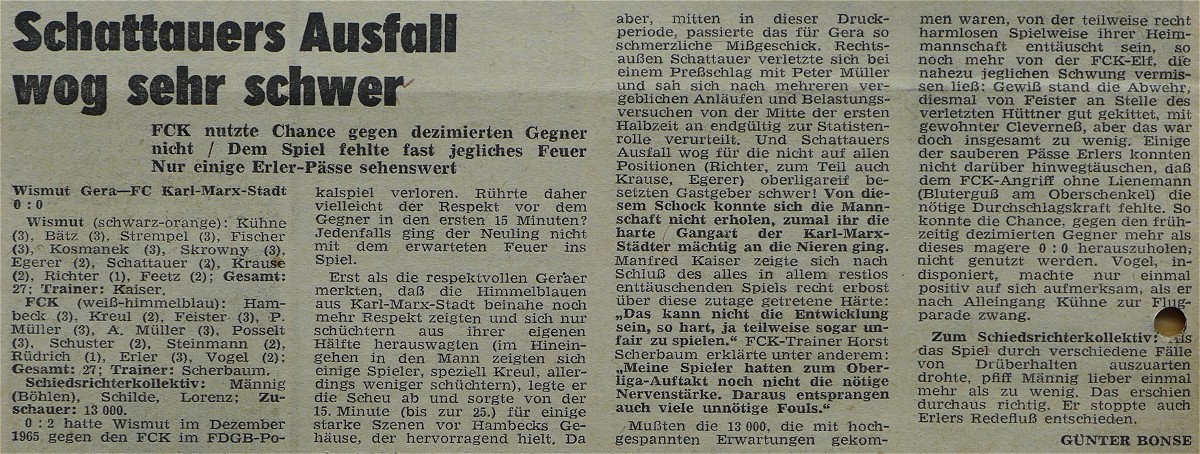 Schattauers Ausfall
wog sehr schwer
FCK nutzte Chance gegen dezimierten Gegner
nicht / Dem Spiel fehlte fast jegliches Feuer
Nur einige Erler-Pässe sehenswert
Wismut Gera—FC Karl-Marx-Stadt
0 : 0
Wismut (schwarz-orange): Kühne
(3), Bätz (3), Strempel (3), Fischer
(3), Kosmanek (3), Skrowny (3),
Egerer (2), Schattauer (2), Krause
(2), Richter (1), Feetz (2); Gesamt:
27; Trainer: Kaiser.
FCK (weiß-himmelblau): Ham-
beck (3), Kreul (2), Feister (3), P.
Müller (3), A. Müller (3), Posselt
(3), Schuster (2), Steinmann (2),
Rüdrich (1), Erler (3), Vogel (2);
Gesamt: 27; Trainer: Scherbaum.
Schiedsrichterkollektiv: Männig
(Böhlen), Schilde, Lorenz; Zu-
schauer: 13 000.
0 : 2 hatte Wismut im Dezember
1965 gegen den FCK im FDGB-Po-
kalspiel verloren. Rührte daher
vielleicht der Respekt vor dem
Gegner in den ersten 15 Minuten?
Jedenfalls ging der Neuling nicht
mit dem erwarteten Feuer ins
Spiel.
Erst als die respektvollen Geraer
merkten, daß die Himmelblauen
aus Karl-Marx-Stadt beinahe noch
mehr Respekt zeigten und sich nur
schüchtern aus ihrer eigenen
Hälfte herauswagten (im Hinein-
gehen in den Mann zeigten sich
einige Spieler, speziell Kreul, aller-
dings weniger schüchtern), legte er
die Scheu ab und sorgte von der
15. Minute (bis zur 25.) für einige
starke Szenen vor Hambecks Ge-
häuse, der hervorragend hielt. Da
aber, mitten in dieser Druck-
periode, passierte das für Gera so
schmerzliche Mißgeschick. Rechts-
außen Schattauer verletzte sich bei
einem Preßschlag mit Peter Müller
und sah sich nach mehreren ver-
geblichen Anläufen und Belastungs-
versuchen von der Mitte der ersten
Halbzeit an endgültig zur Statisten-
rolle verurteilt. Und Schattauers
Ausfall wog für die nicht auf allen
Positionen (Richter, zum Teil auch
Krause, Egerer) oberligareif be-
setzten Gastgeber schwer! Von die-
sem Schock konnte sich die Mann-
schaft nicht erholen, zumal ihr die
harte Gangart der Karl-Marx-
Städter mächtig an die Nieren ging.
Manfred Kaiser zeigte sich nach
Schluß des alles in allem restlos
enttäuschenden Spiels recht erbost
über diese zutage getretene Härte:
„Das kann nicht die Entwicklung
sein, so hart, ja teilweise sogar un-
fair zu spielen.“ FCK-Trainer Horst
Scherbaum erklärte unter anderem:
„Meine Spieler hatten zum Ober-
liga-Auftakt noch nicht die nötige
Nervenstärke. Daraus entsprangen
auch viele unnötige Fouls.“
Mußten die 13 000, die mit hoch-
gespannten Erwartungen gekom-
men waren, von der teilweise recht
harmlosen Spielweise ihrer Heim-
mannschaft enttäuscht sein, so
noch mehr von der FCK-Elf, die
nahezu jeglichen Schwung vermis-
sen ließ: Gewiß stand die Abwehr,
diesmal von Feister an Stelle des
verletzten Hüttner gut gekittet, mit
gewohnter Cleverneß, aber das war
doch insgesamt zu wenig. Einige
der sauberen Pässe Erlers konnten
nicht darüber hinwegtäuschen, daß
dem FCK-Angriff ohne Lienemann
(Bluterguß am Oberschenkel) die
nötige Durchschlagskraft fehlte. So
konnte die Chance, gegen den früh-
zeitig dezimierten Gegner mehr als
dieses magere 0 : 0 herauszuholen,
nicht genutzt werden. Vogel, in-
disponiert, machte nur einmal
positiv auf sich aufmerksam, als er
nach Alleingang Kühne zur Flug-
parade zwang.
Zum Schiedsrichterkollektiv:
das Spiel durch verschiedene Fälle
von Drüberhalten auszuarten
drohte, pfiff Männig lieber einmal
mehr als zu wenig. Das erschien
durchaus richtig. Er stoppte auch
Erlers Redefluß entschieden.
GÜNTER BONSE